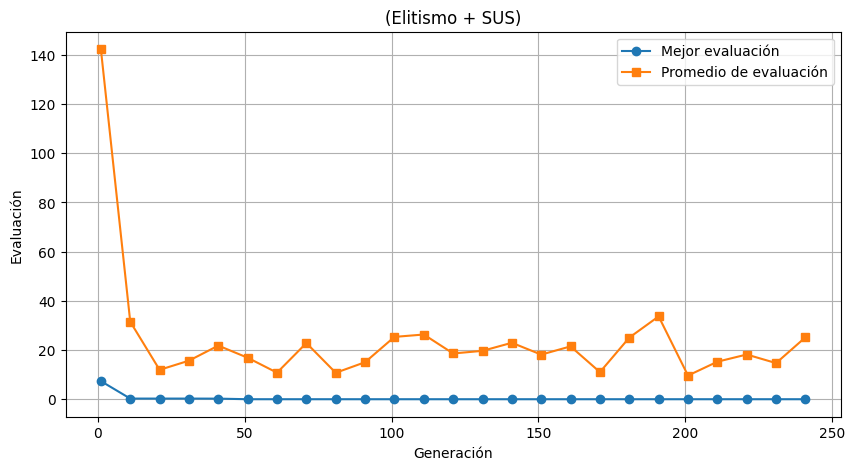 (Elitismo + SUS)
Mejor evaluación
Promedio de evaluación
Evaluación
140
120
100
80
60
40
20
0
0
50
100
150
200
250
Generación